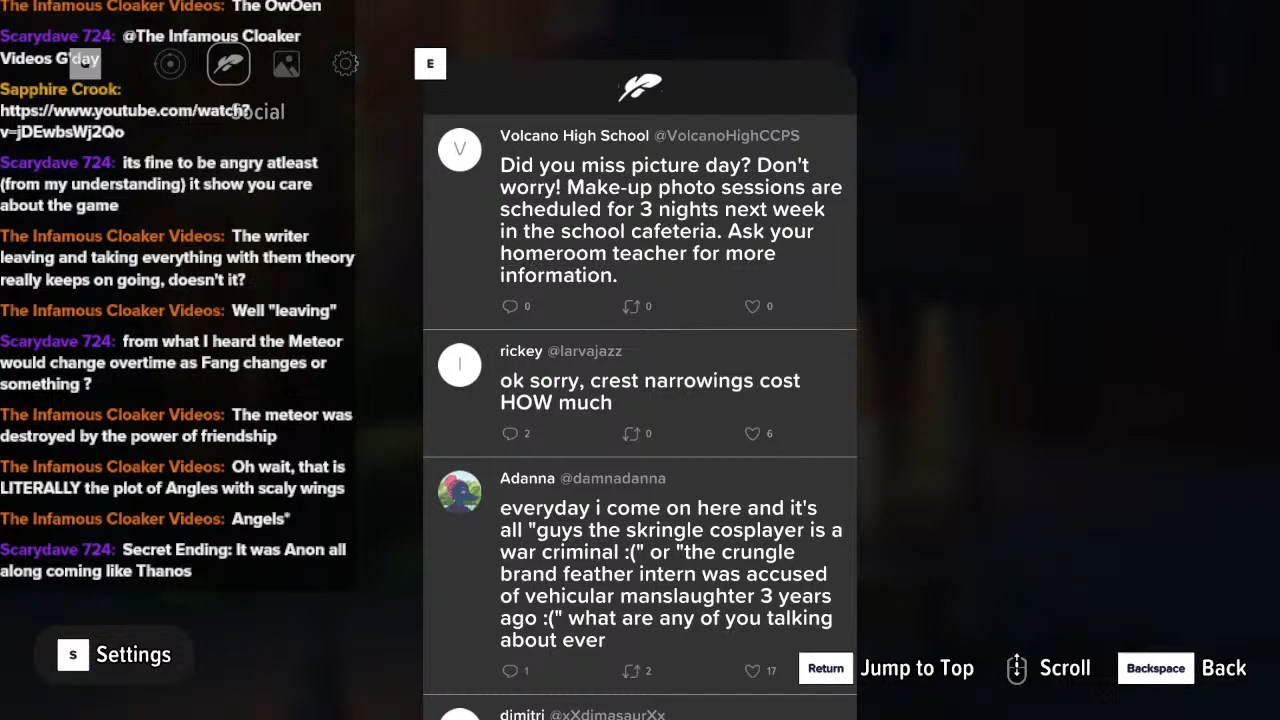 The Infamous Cloaker Videos: The OwOen
Scarydave 724: @The Infamous Cloaker
Videos G'day
Sapphire Crook:
https://www.youtube.com/watch?
v=jDEwbsWj2Qo
Scarydave 724: its fine to be angry atleast
(from my understanding) it show you care
about the game
The Infamous Cloaker Videos: The writer
leaving and taking everything with them theory
really keeps on going, doesn't it?
The Infamous Cloaker Videos: Well "leaving"
Scarydave 724: from what I heard the Meteor
would change overtime as Fang changes or
something ?
The Infamous Cloaker Videos: The meteor was
destroyed by the power of friendship
The Infamous Cloaker Videos: Oh wait, that is
LITERALLY the plot of Angles with scaly wings
The Infamous Cloaker Videos: Angels*
Scarydave 724: Secret Ending: It was Anon all
along coming like Thanos
Social
E
V
Volcano High School @VolcanoHighCCPS
Did you miss picture day? Don't
worry! Make-up photo sessions are
scheduled for 3 nights next week
in the school cafeteria. Ask your
homeroom teacher for more
information.
0 0 0
l
rickey @larvajazz
ok sorry, crest narrowings cost
HOW much
2 0 6
Adanna @damnadanna
everyday i come on here and it's
all "guys the skringle cosplayer is a
war criminal :(" or "the crungle
brand feather intern was accused
of vehicular manslaughter 3 years
ago :(" what are any of you talking
about ever
1 2 17
dimitri @xXdimasaurXx
S Settings
Return Jump to Top Scroll Backspace Back